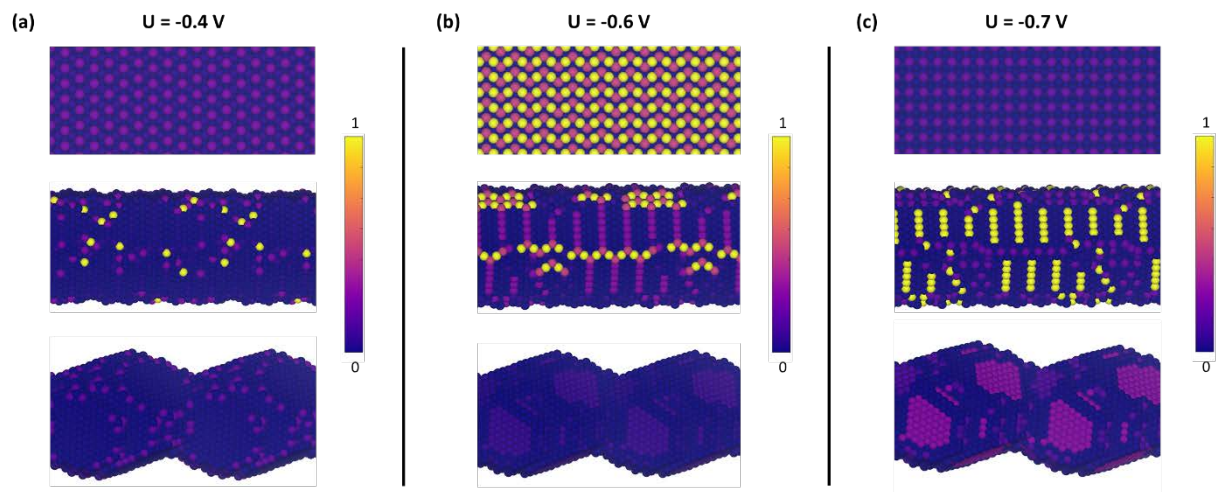 (a) U = -0.4 V
1
0
(b) U = -0.6 V
1
0
(c) U = -0.7 V
1
0